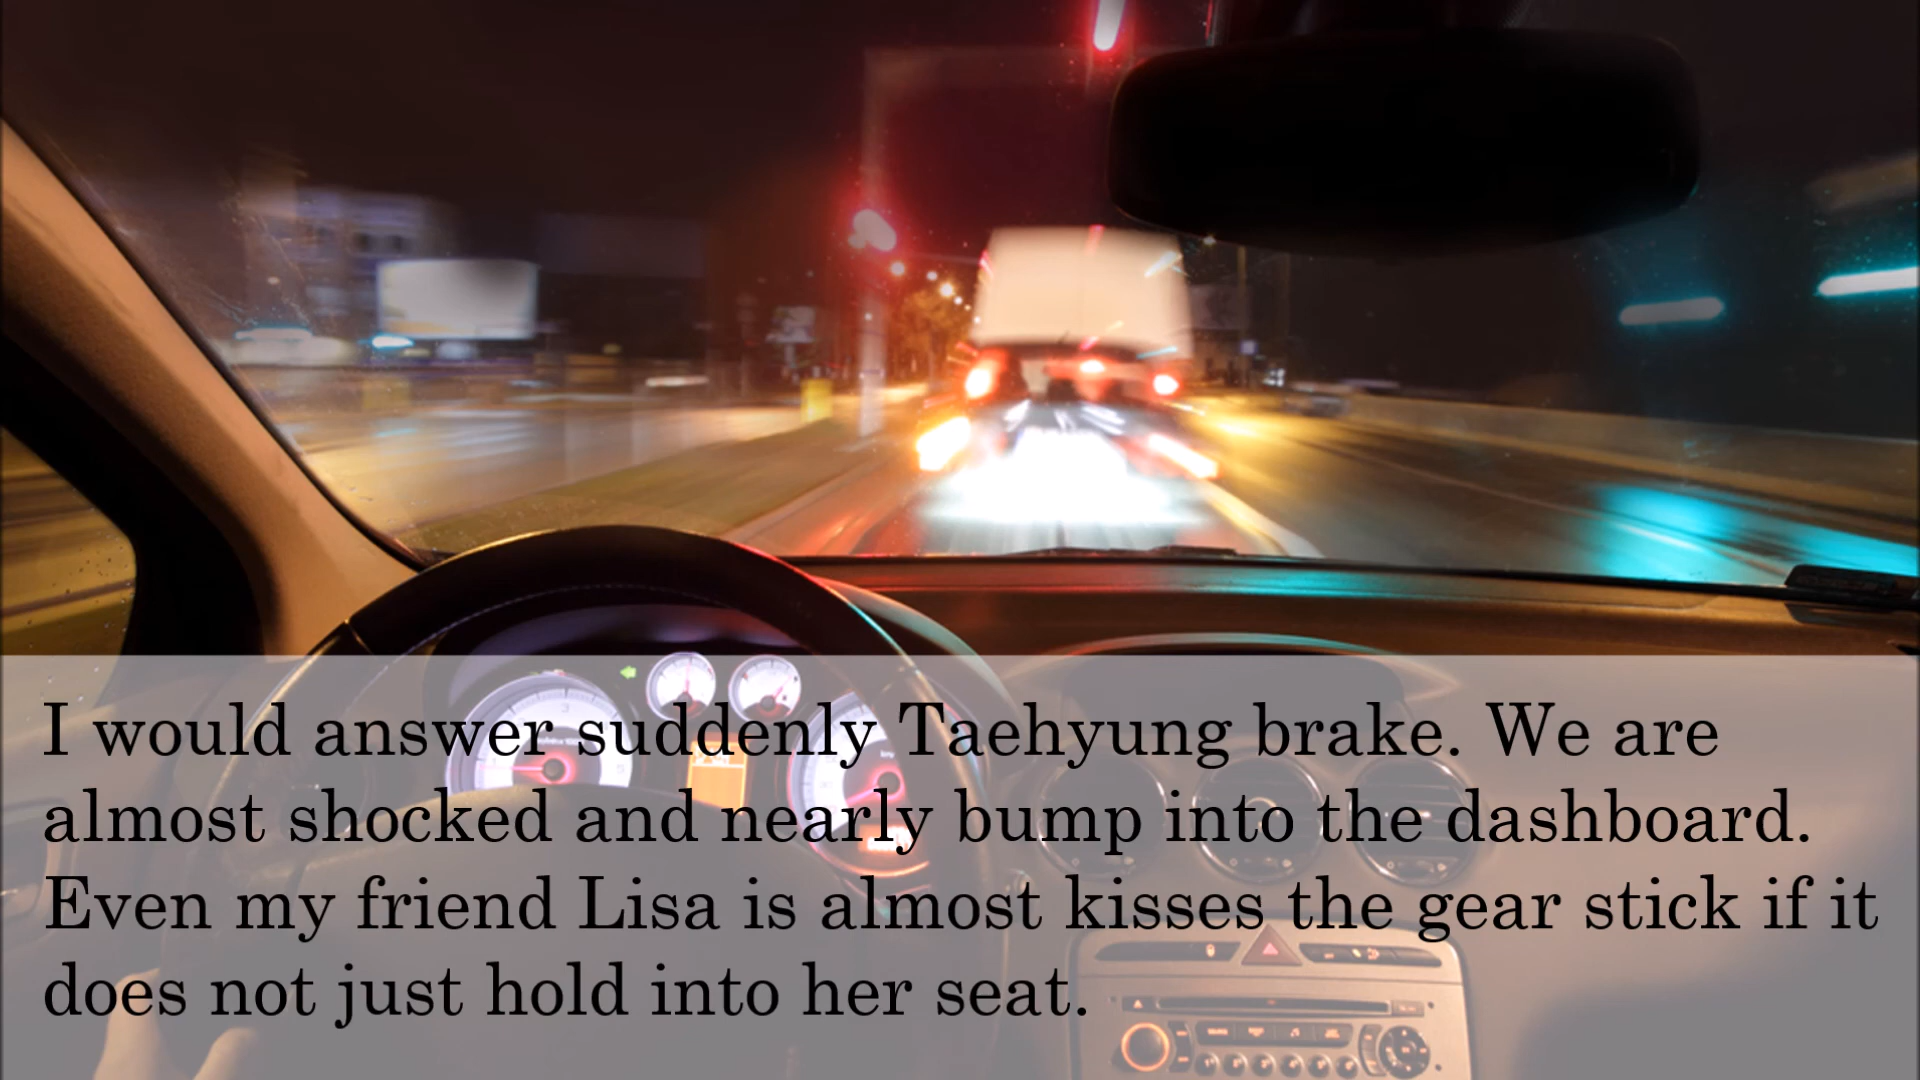 I would answer suddenly Taehyung brake. We are
almost shocked and nearly bump into the dashboard.
Even my friend Lisa is almost kisses the gear stick if it
does not just hold into her seat.